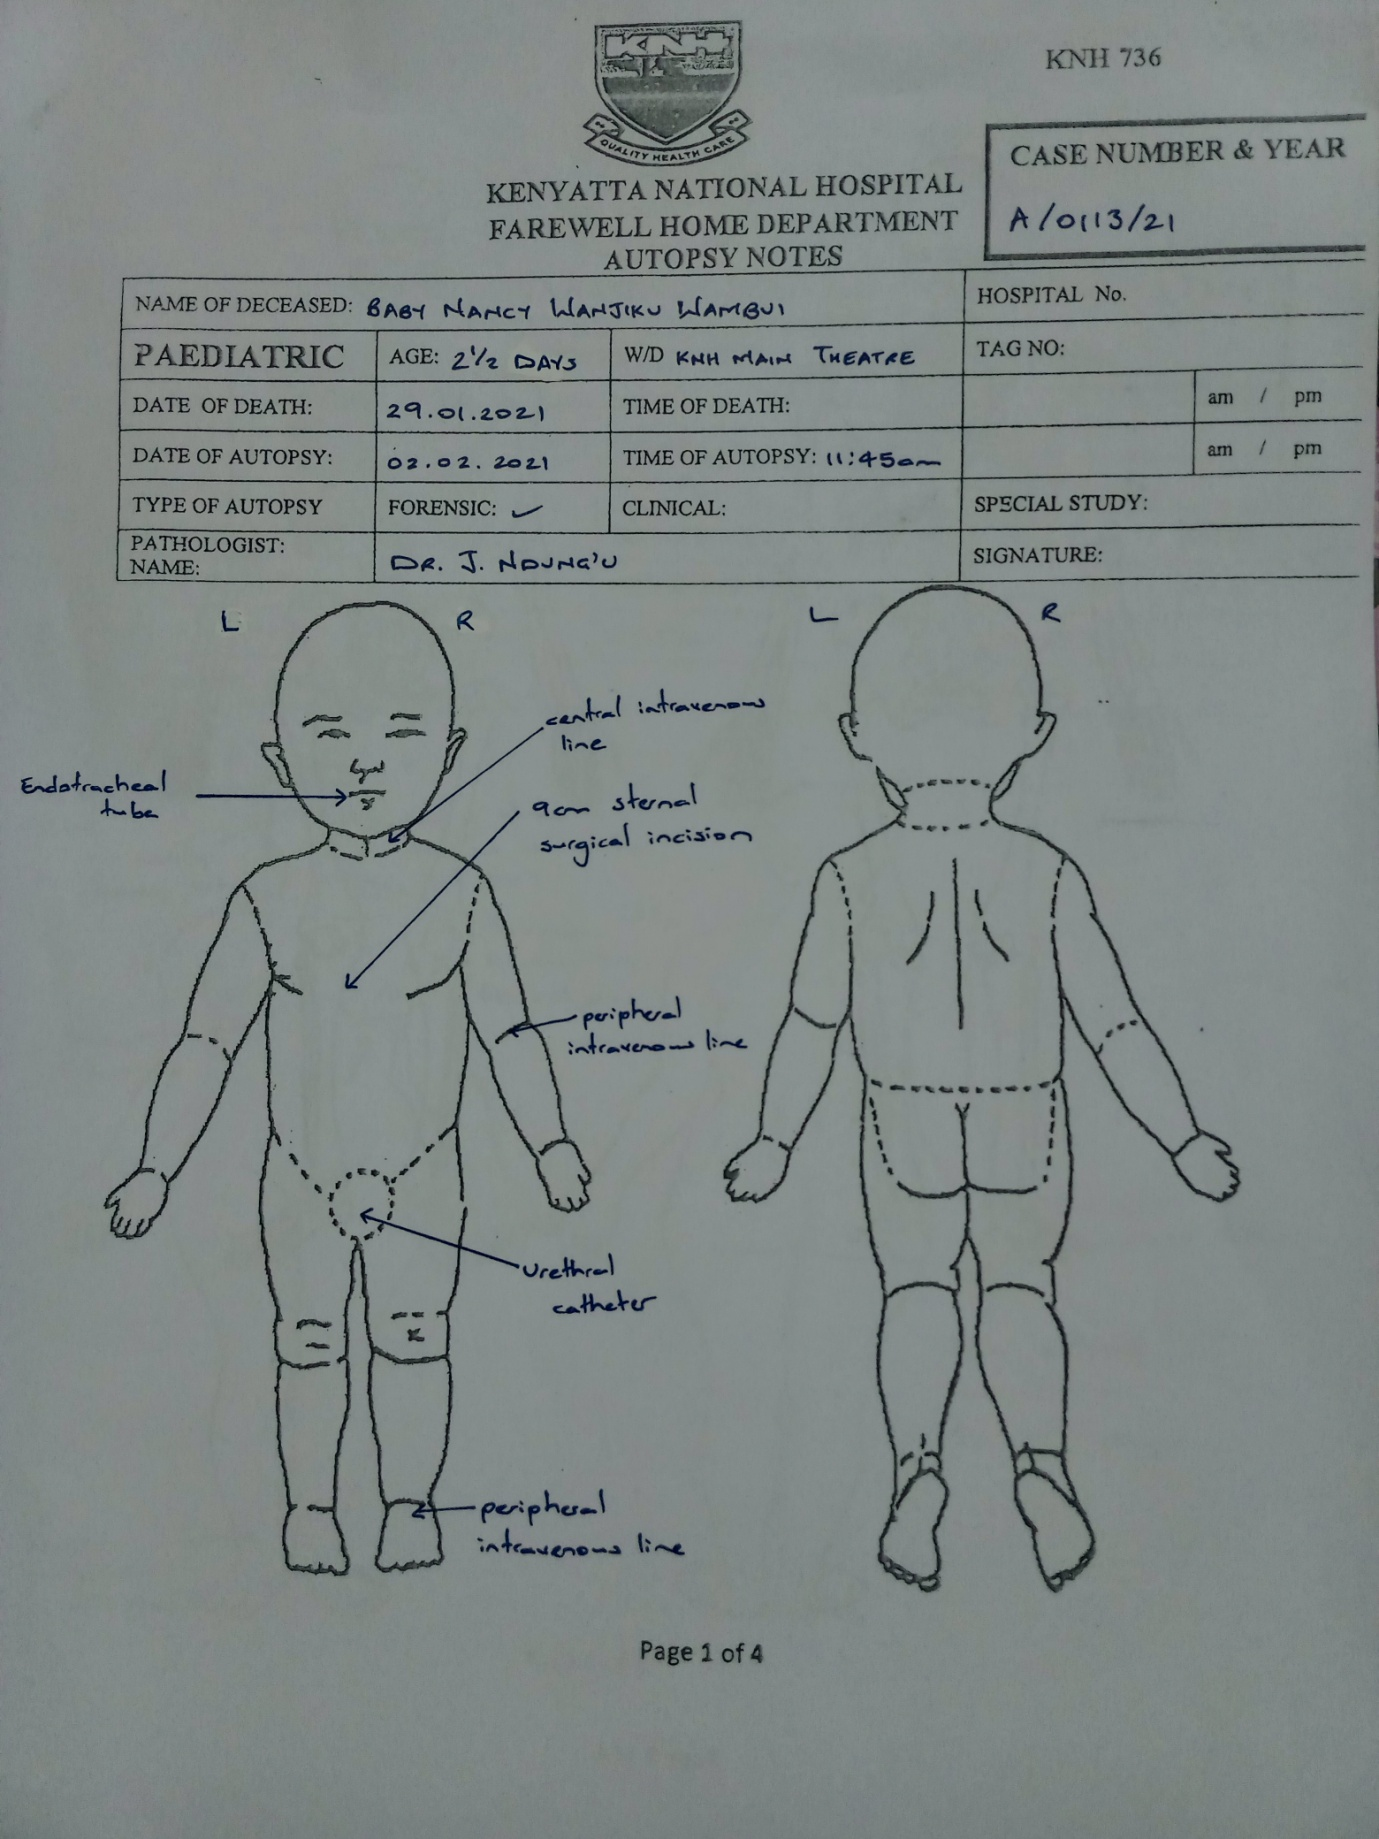 KNH
QUALITY HEALTH CARE
KNH 736
CASE NUMBER & YEAR
A/0113/21
KENYATTA NATIONAL HOSPITAL
FAREWELL HOME DEPARTMENT
AUTOPSY NOTES
NAME OF DECEASED: BABY NANCY WANJIKU WAMBUI
HOSPITAL No.
PAEDIATRIC AGE: 2½ DAYS W/D KNH MAIN THEATRE TAG NO:
DATE OF DEATH: 29.01.2021 TIME OF DEATH: am / pm
DATE OF AUTOPSY: 02.02.2021 TIME OF AUTOPSY: 11:45am am / pm
TYPE OF AUTOPSY FORENSIC: ✓ CLINICAL: SPECIAL STUDY:
PATHOLOGIST:
NAME: DR. J. NDUNG'U SIGNATURE:
L R L R
central intravenous
line
Endotracheal
tube
9cm sternal
surgical incision
peripheral
intravenous line
urethral
catheter
peripheral
intravenous line
Page 1 of 4